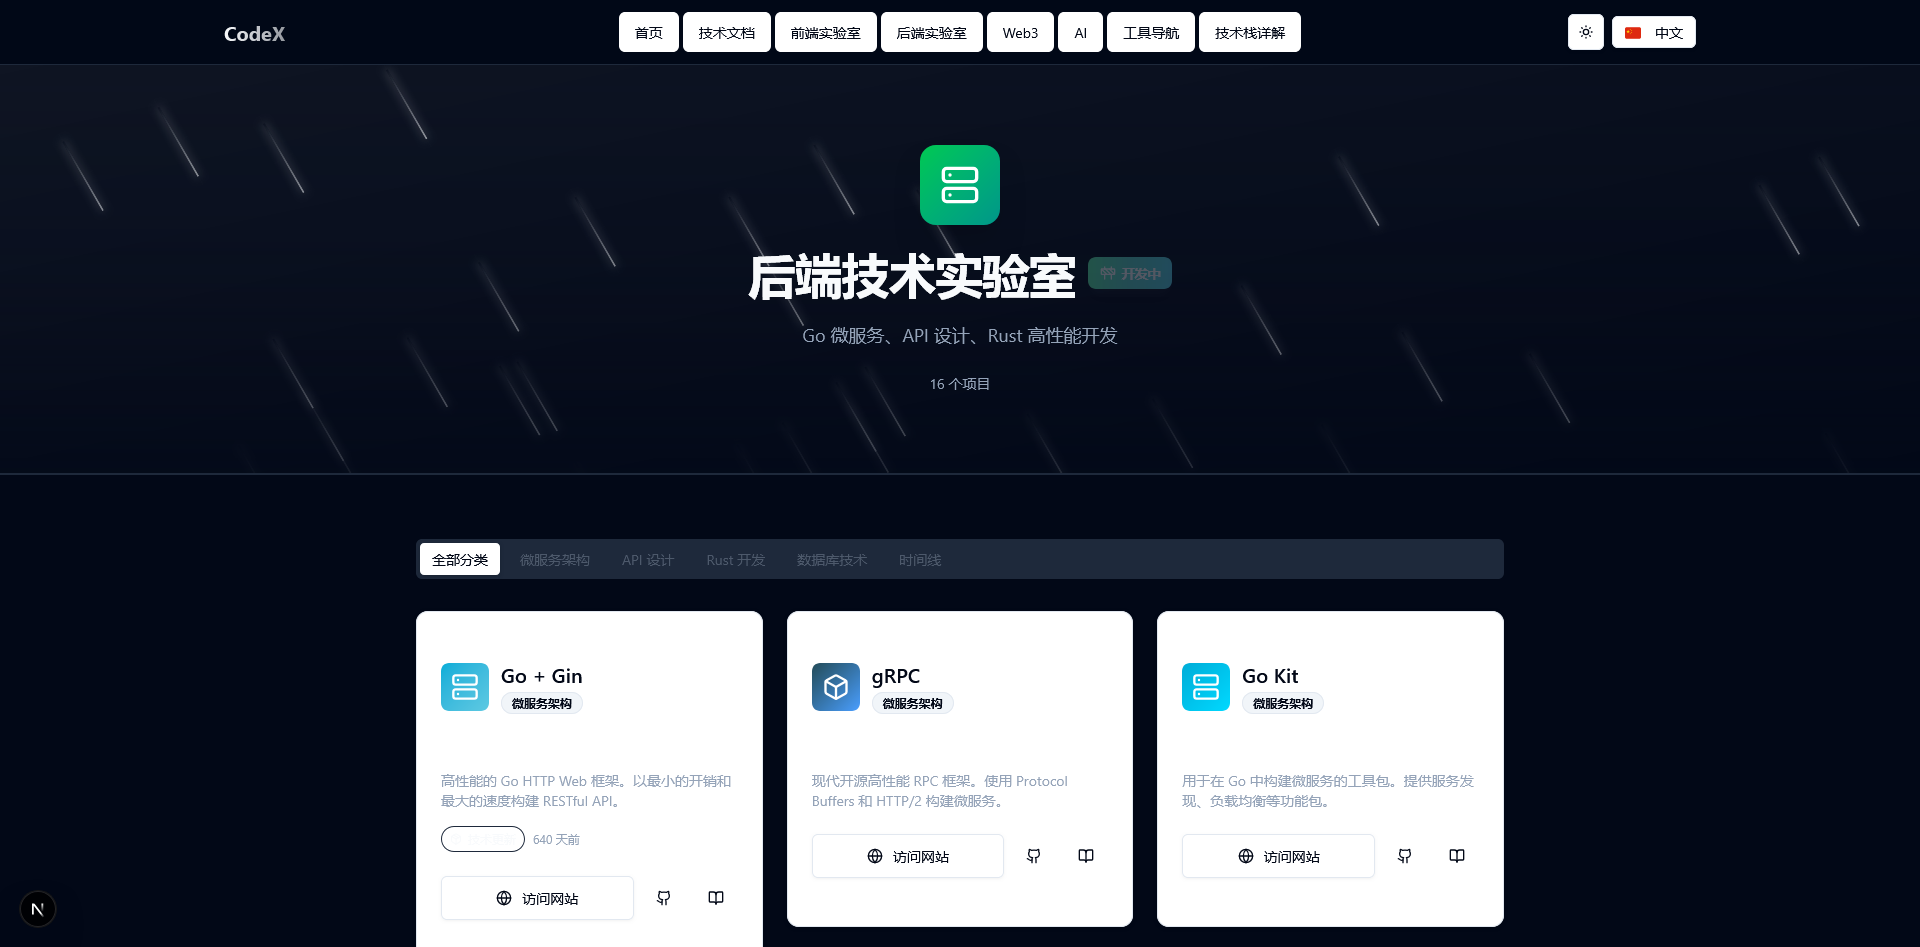 CodeX
首页
技术文档
前端实验室
后端实验室
Web3
AI
工具导航
技术栈详解
中文
后端技术实验室
开发中
Go 微服务、API 设计、Rust 高性能开发
16 个项目
全部分类
微服务架构
API 设计
Rust 开发
数据库技术
时间线
Go + Gin
微服务架构
高性能的 Go HTTP Web 框架。以最小的开销和
最大的速度构建 RESTful API。
640 天前
访问网站
gRPC
微服务架构
现代开源高性能 RPC 框架。使用 Protocol
Buffers 和 HTTP/2 构建微服务。
访问网站
Go Kit
微服务架构
用于在 Go 中构建微服务的工具包。提供服务发
现、负载均衡等功能包。
访问网站
N